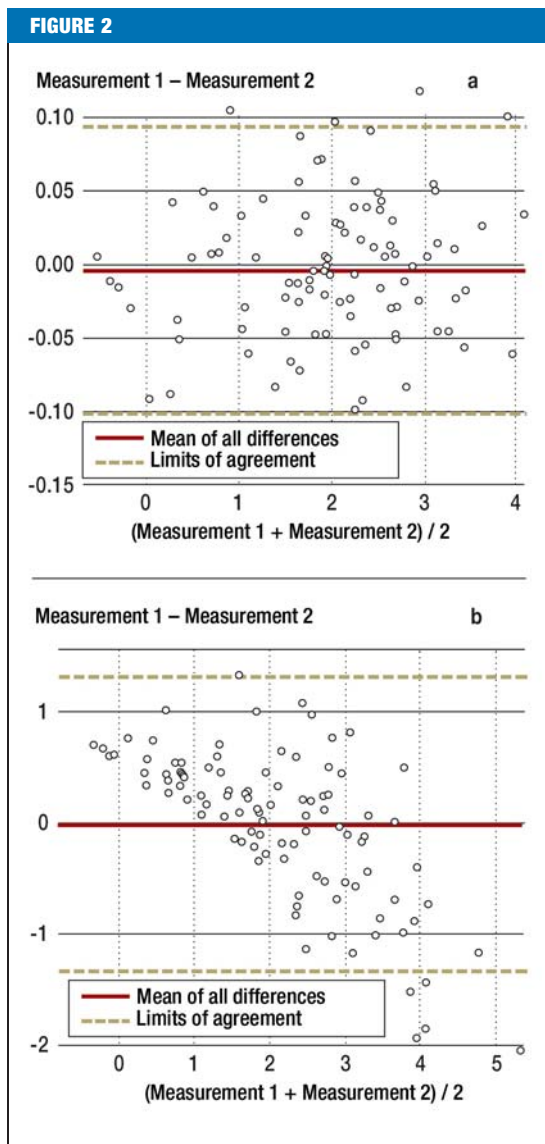 FIGURE 2
Measurement 1 – Measurement 2 a
0.10
0.05
0.00
-0.05
-0.10
-0.15
Mean of all differences
Limits of agreement
0 1 2 3 4
(Measurement 1 + Measurement 2) / 2
Measurement 1 – Measurement 2 b
1
0
-1
-2
Mean of all differences
Limits of agreement
0 1 2 3 4 5
(Measurement 1 + Measurement 2) / 2